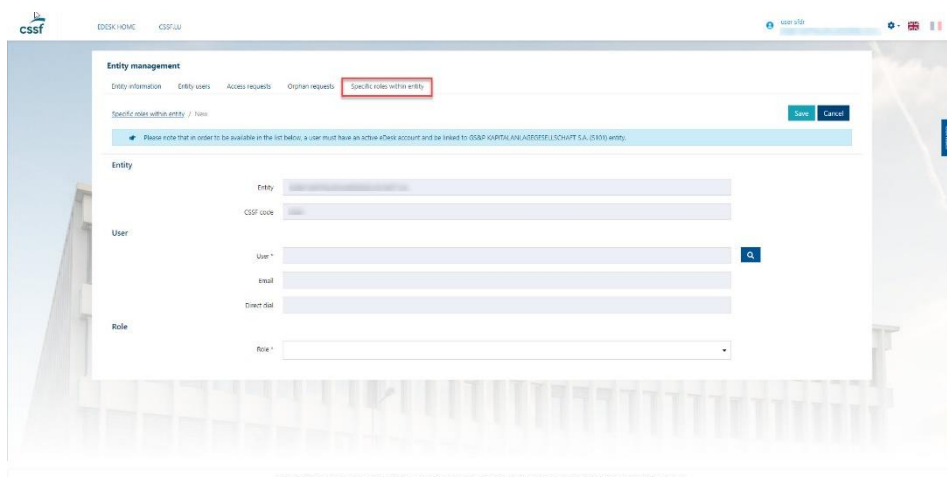 cssf
EDESK HOME CSSF.LU
user sfdr
Entity management
Entity information Entity users Access requests Orphan requests Specific roles within entity
Specific roles within entity / New
Save Cancel
Please note that in order to be available in the list below, a user must have an active eDesk account and be linked to GS&P KAPITALANLAGEGESELLSCHAFT S.A. (S101) entity.
Entity
Entity
CSSF code
User
User *
Email
Direct dial
Role
Role *